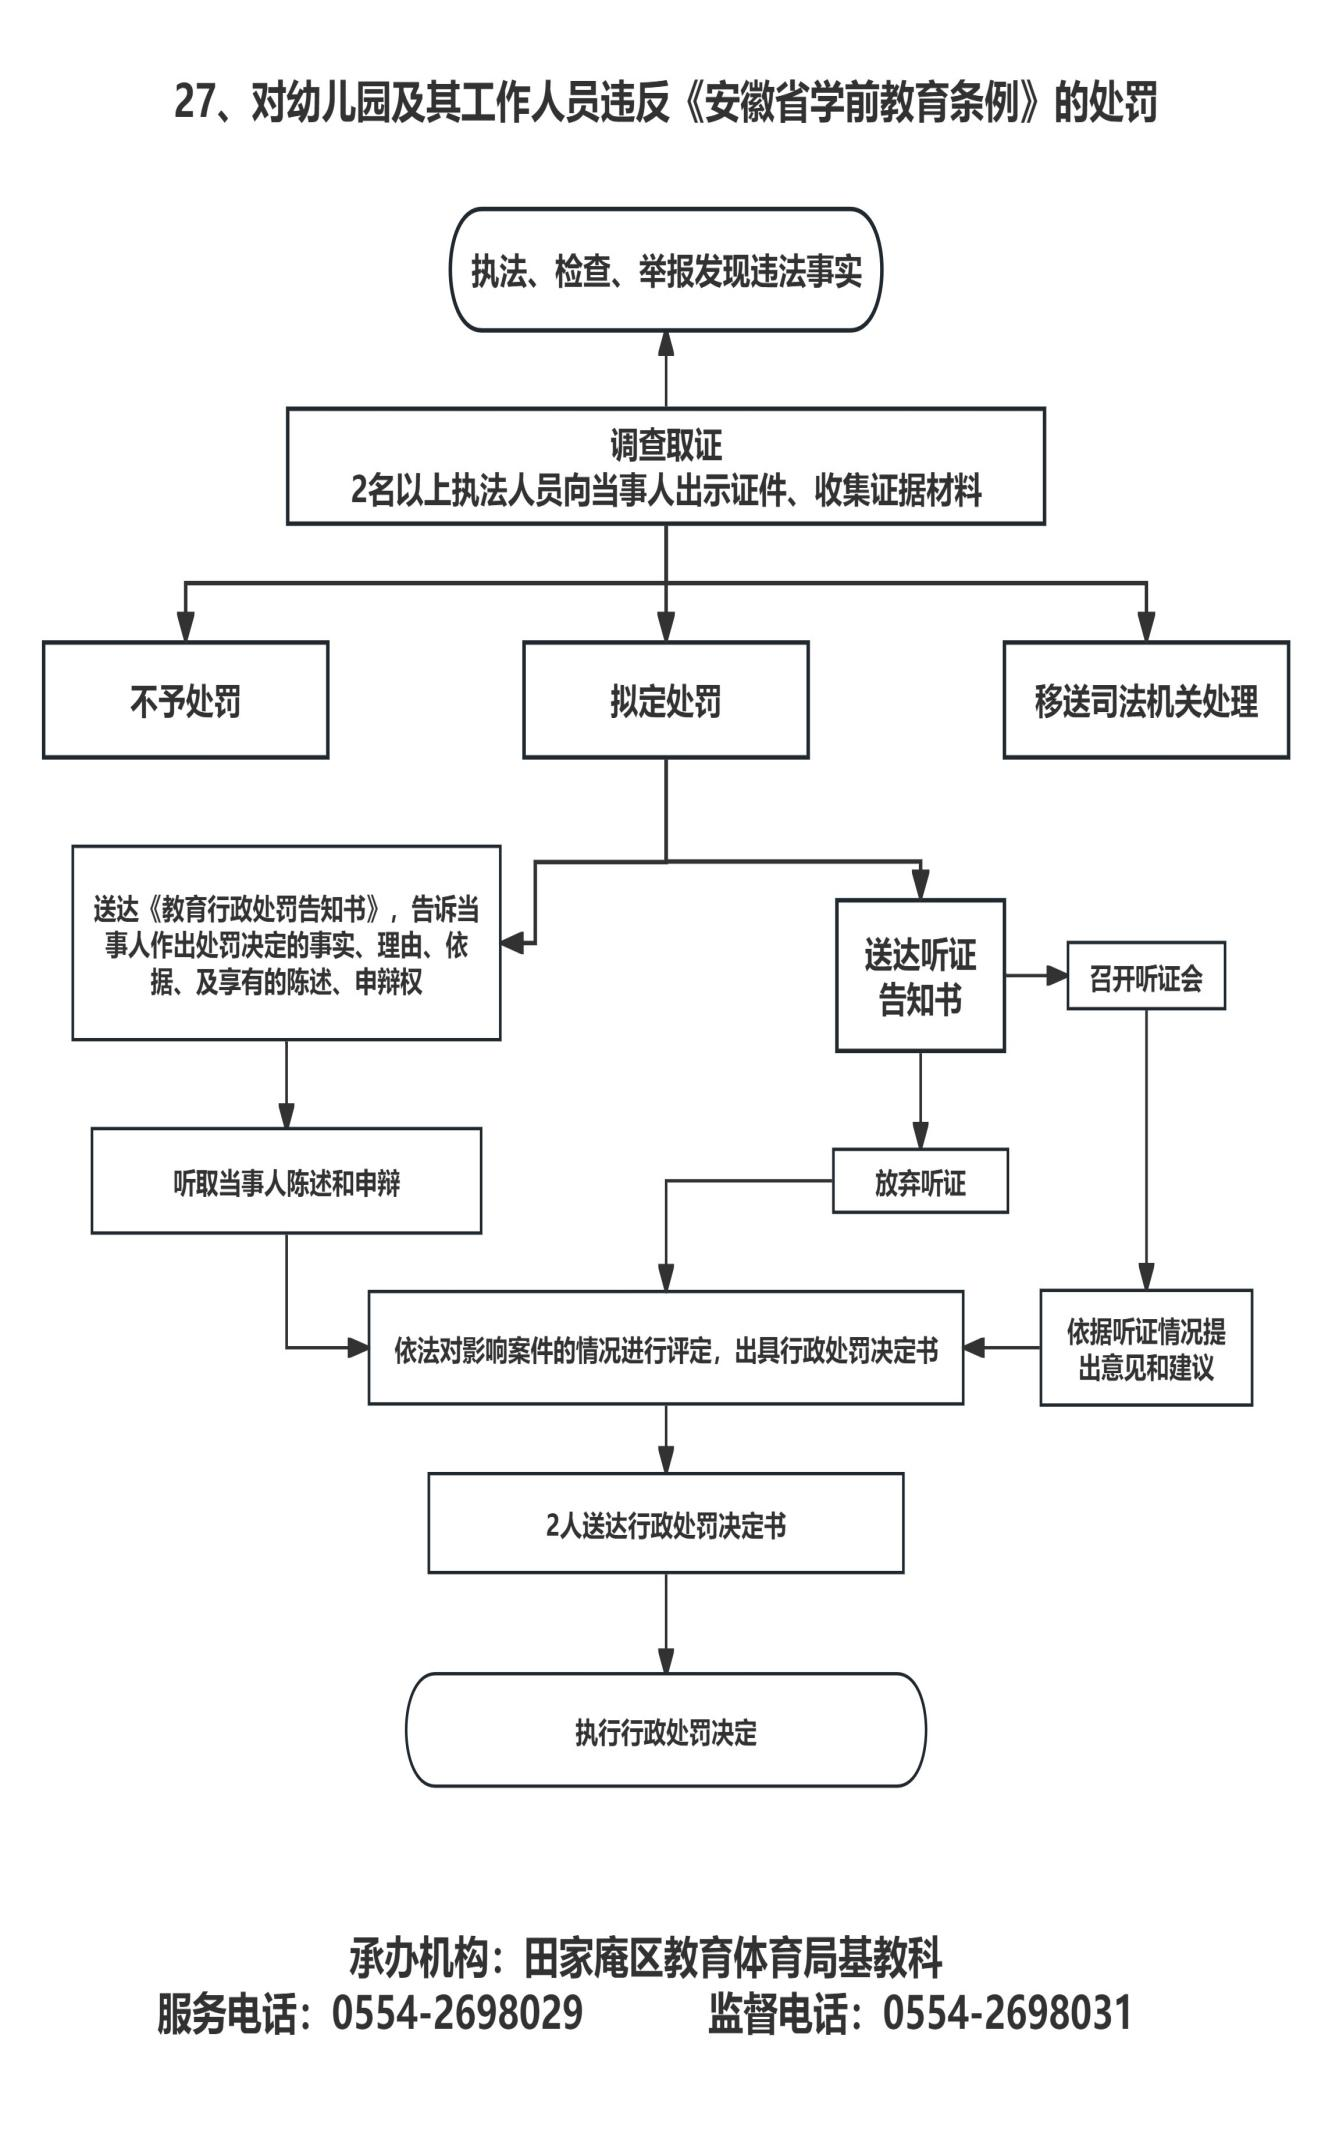 27、对幼儿园及其工作人员违反《安徽省学前教育条例》的处罚
执法、检查、举报发现违法事实
调查取证
2名以上执法人员向当事人出示证件、收集证据材料
不予处罚
拟定处罚
移送司法机关处理
送达《教育行政处罚告知书》，告诉当
事人作出处罚决定的事实、理由、依
据、及享有的陈述、申辩权
送达听证
告知书
召开听证会
听取当事人陈述和申辩
放弃听证
依法对影响案件的情况进行评定，出具行政处罚决定书
依据听证情况提
出意见和建议
2人送达行政处罚决定书
执行行政处罚决定
承办机构：田家庵区教育体育局基教科
服务电话：0554-2698029 监督电话：0554-2698031